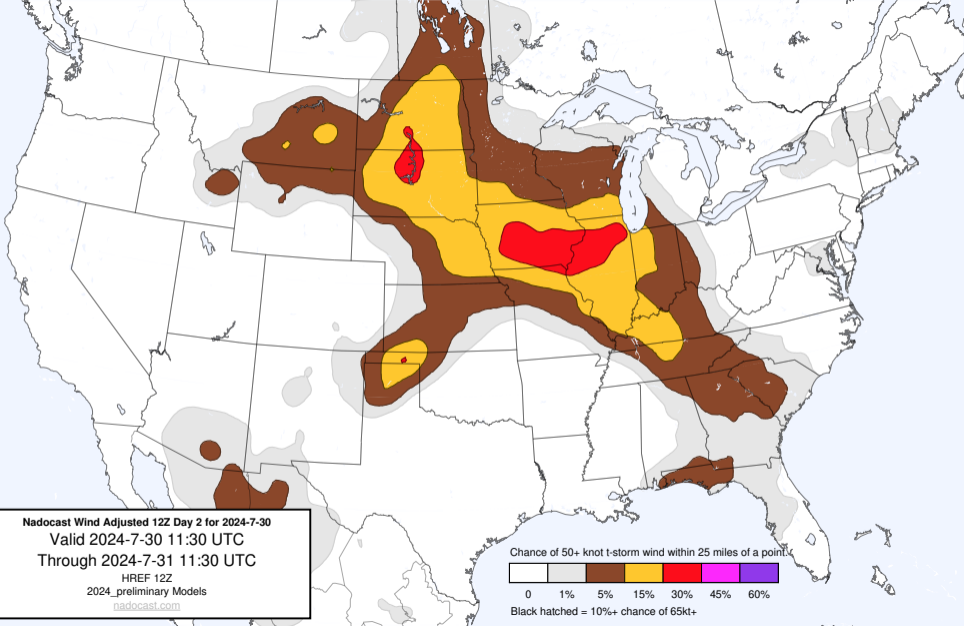 Nadocast Wind Adjusted 12Z Day 2 for 2024-7-30
Valid 2024-7-30 11:30 UTC
Through 2024-7-31 11:30 UTC
HREF 12Z
2024_preliminary Models
nadocast.com
Chance of 50+ knot t-storm wind within 25 miles of a point.
0 1% 5% 15% 30% 45% 60%
Black hatched = 10%+ chance of 65kt+